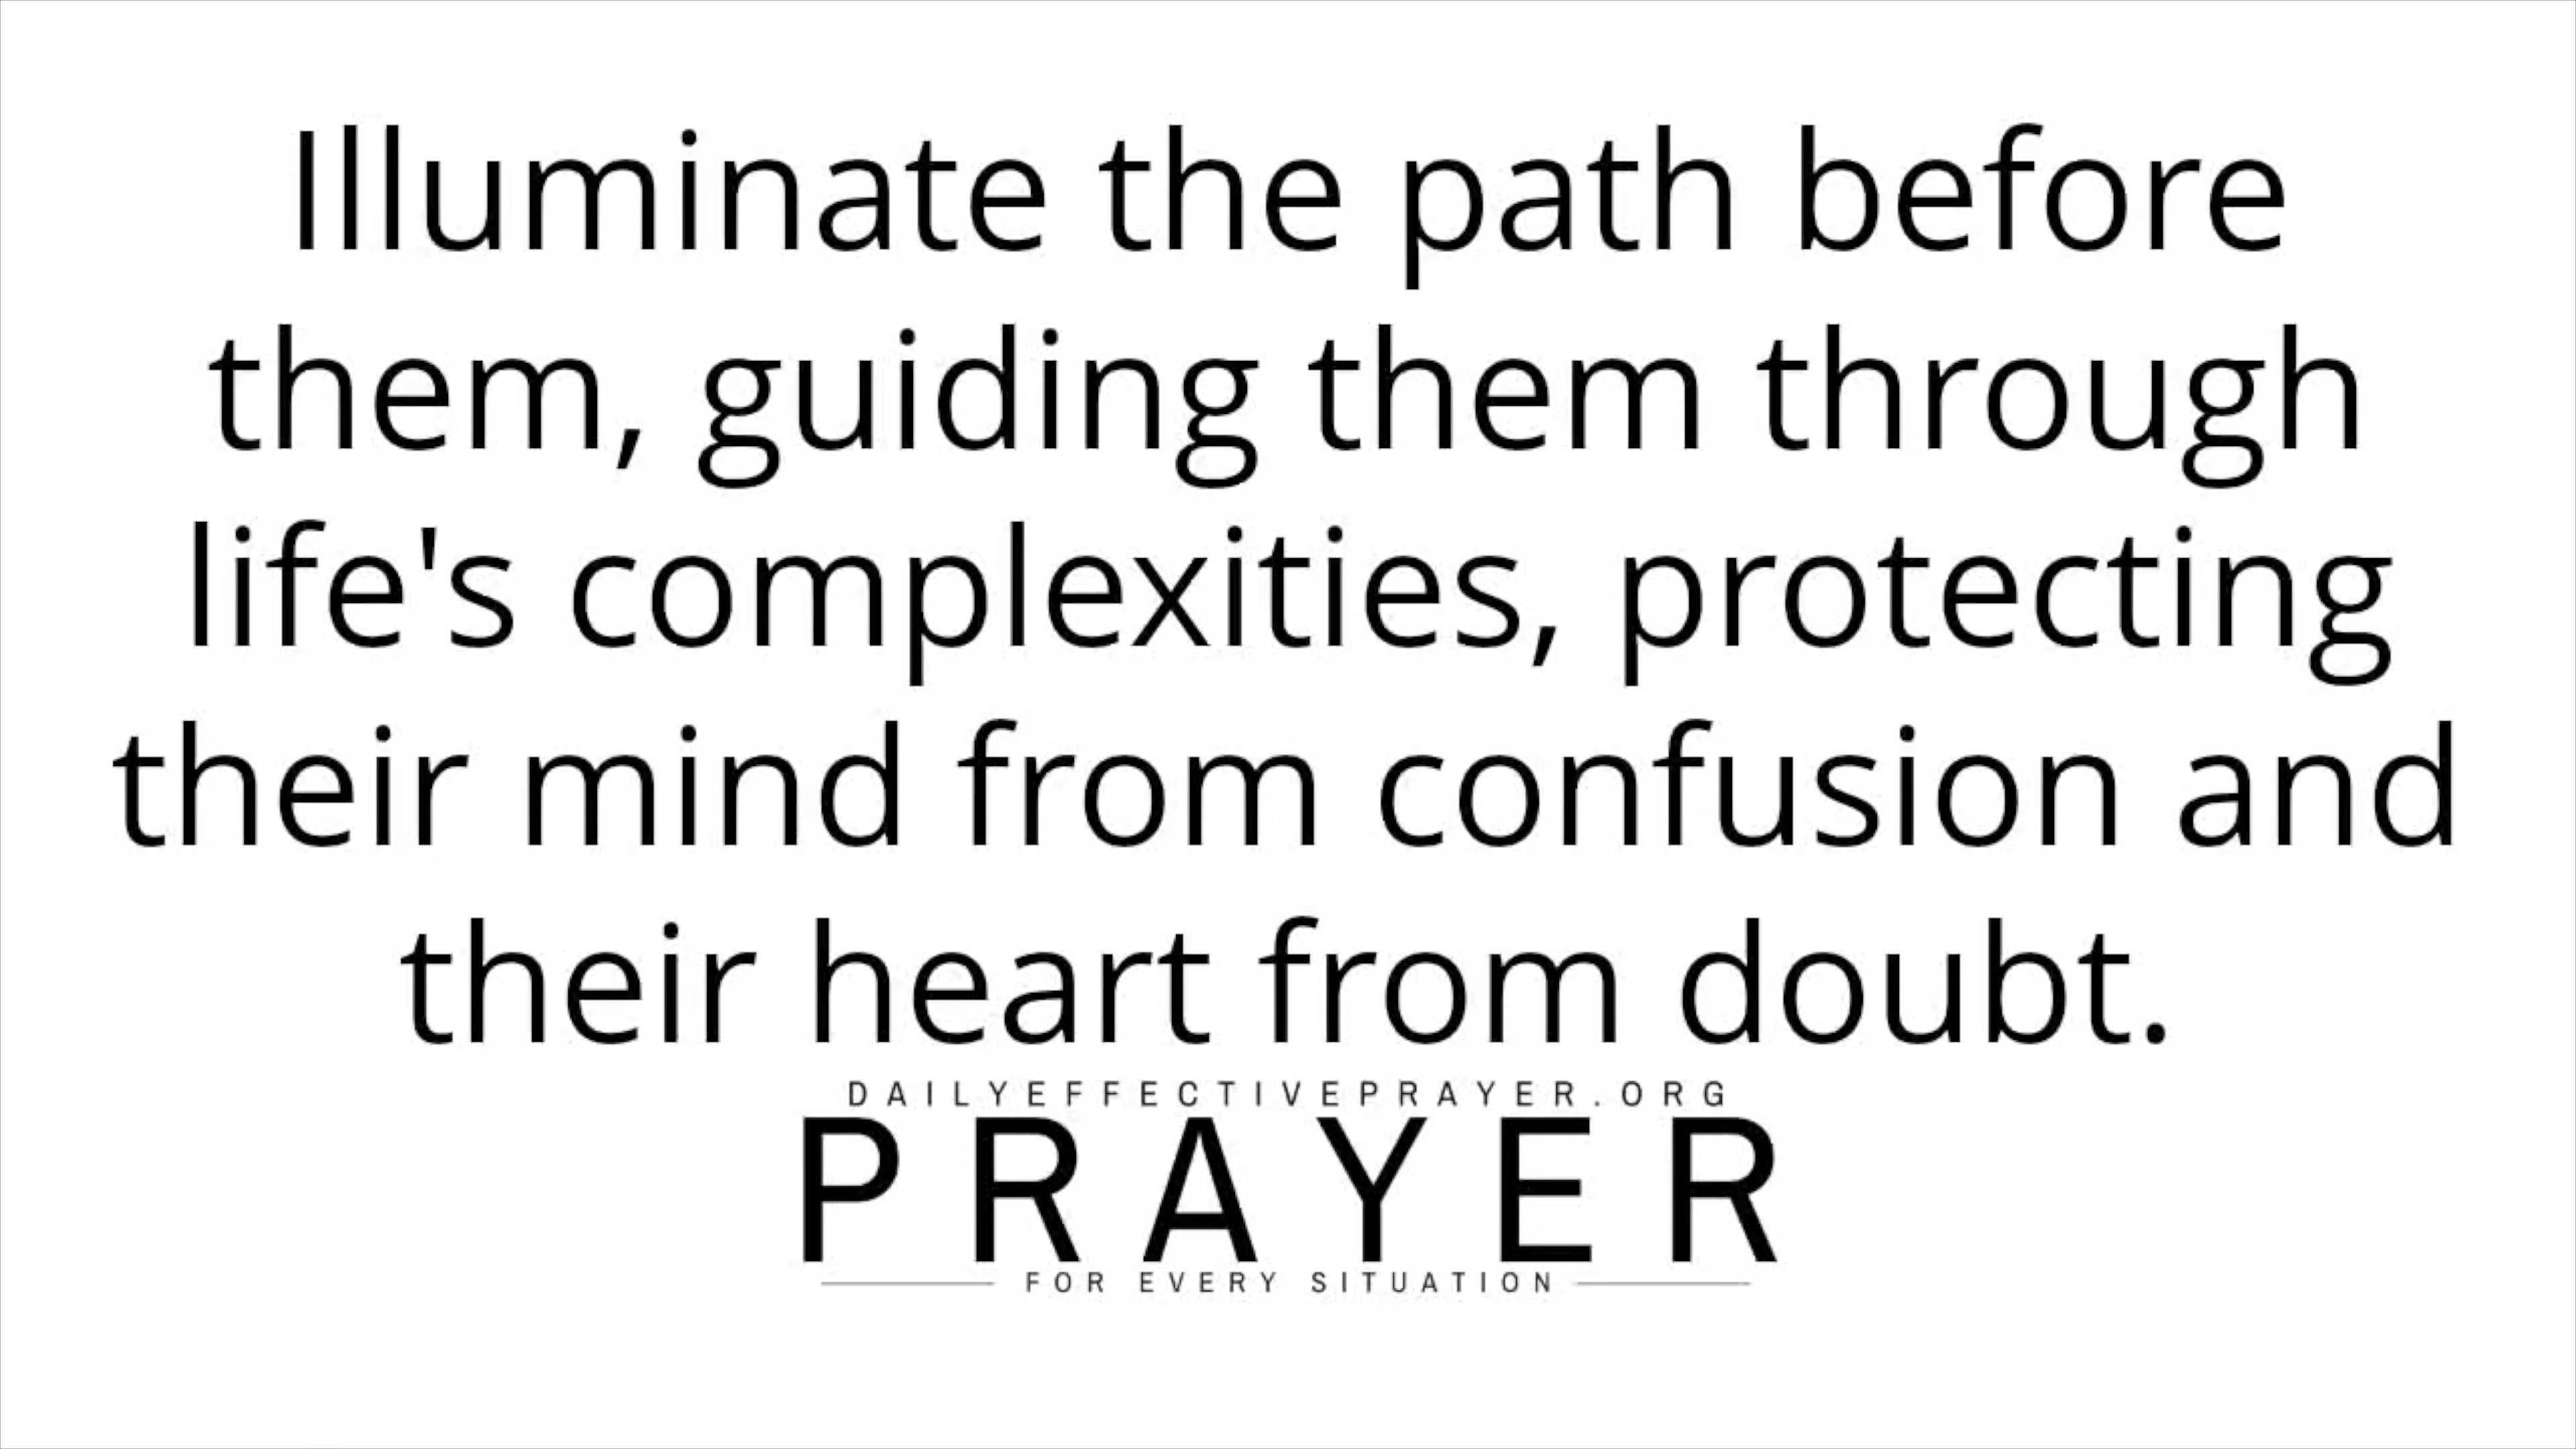 Illuminate the path before
them, guiding them through
life's complexities, protecting
their mind from confusion and
their heart from doubt.
DAILYEFFECTIVEPRAYER.ORG
PRAYER
FOR EVERY SITUATION